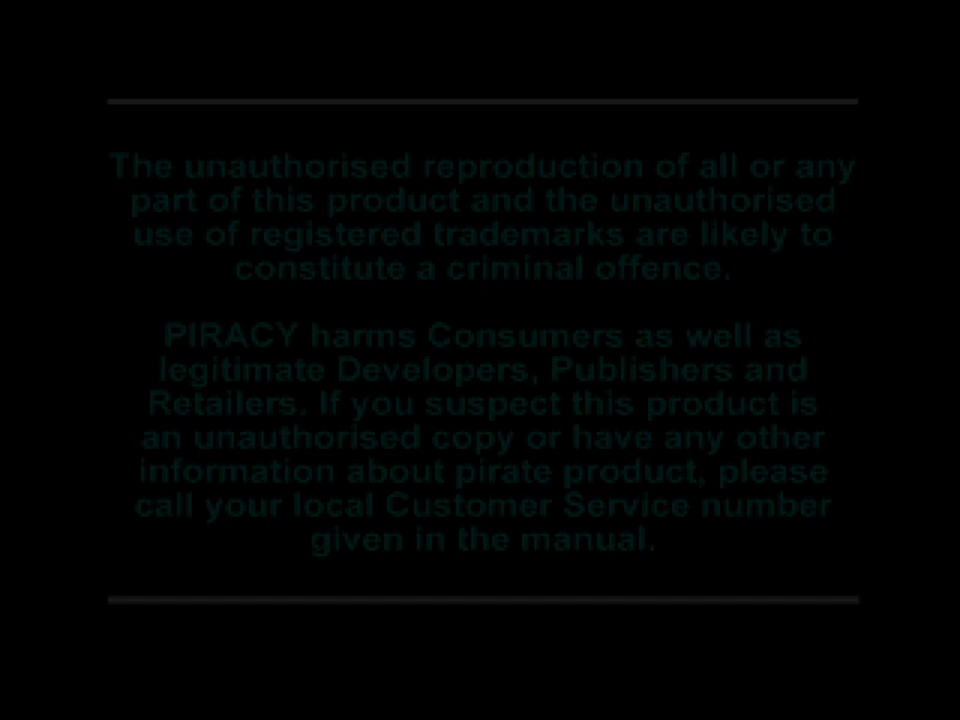 The unauthorised reproduction of all or any
part of this product and the unauthorised
use of registered trademarks are likely to
constitute a criminal offence.
PIRACY harms Consumers as well as
legitimate Developers, Publishers and
Retailers. If you suspect this product is
an unauthorised copy or have any other
information about pirate product, please
call your local Customer Service number
given in the manual.